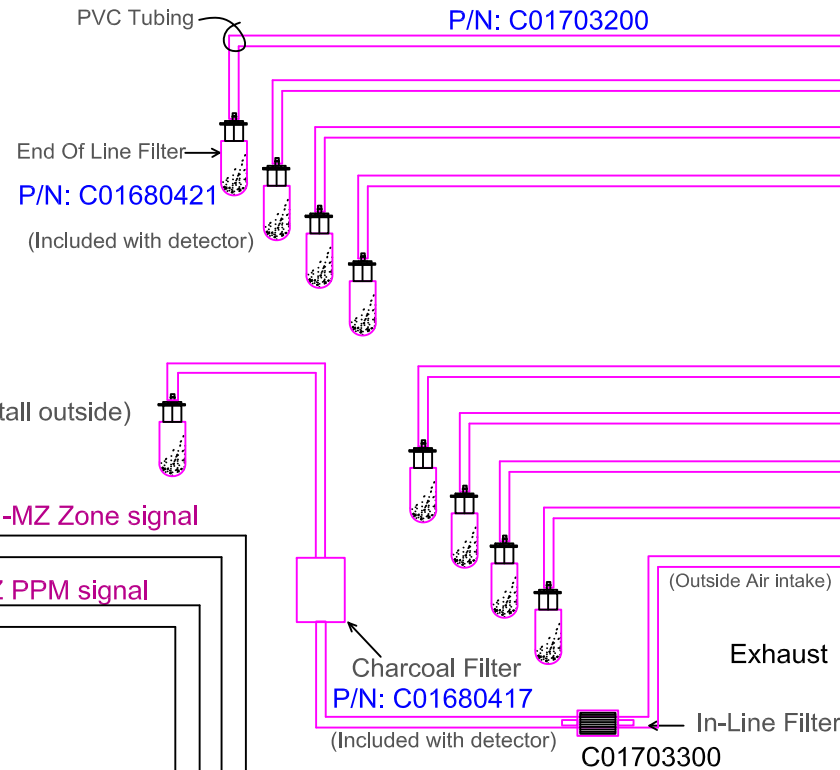 PVC Tubing
P/N: C01703200
End Of Line Filter
P/N: C01680421
(Included with detector)
tall outside)
-MZ Zone signal
Z PPM signal
(Outside Air intake)
Exhaust
Charcoal Filter
P/N: C01680417
(Included with detector)
In-Line Filter
C01703300